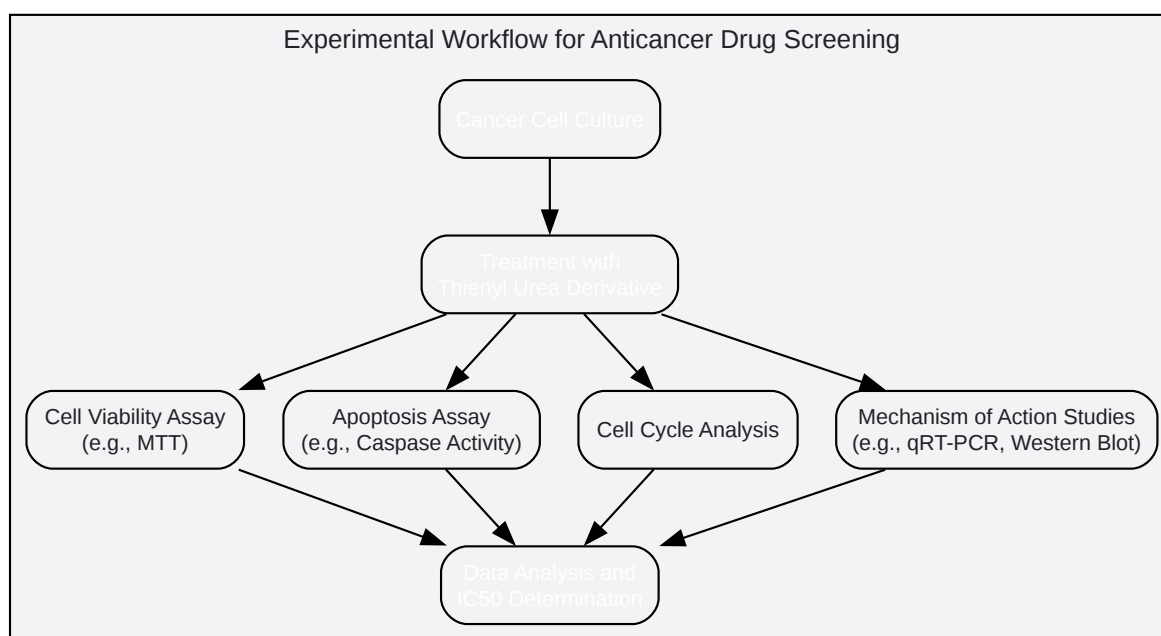 Experimental Workflow for Anticancer Drug Screening
Cancer Cell Culture
Treatment with
Thienyl Urea Derivative
Cell Viability Assay
(e.g., MTT)
Apoptosis Assay
(e.g., Caspase Activity)
Cell Cycle Analysis
Mechanism of Action Studies
(e.g., qRT-PCR, Western Blot)
Data Analysis and
IC50 Determination